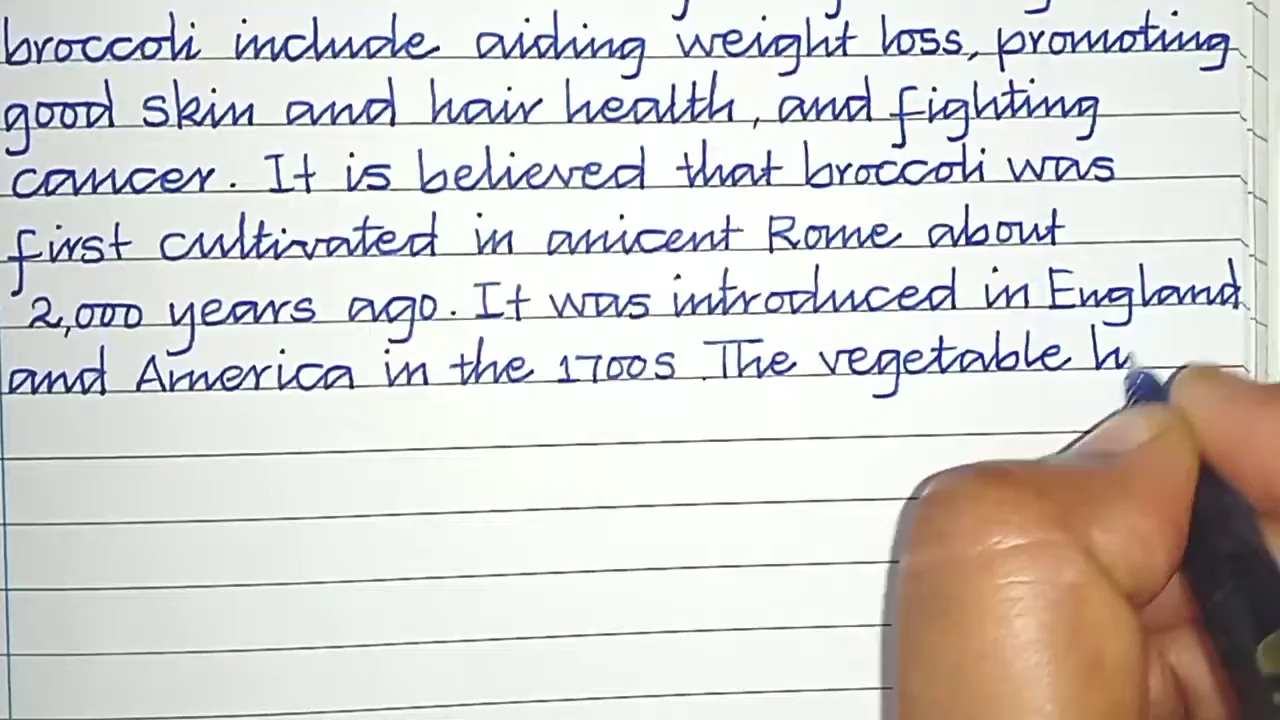 broccoli include aiding weight loss, promoting
good skin and hair health, and fighting
cancer. It is believed that broccoli was
first cultivated in anicent Rome about
2,000 years ago. It was introduced in England
and America in the 1700s. The vegetable